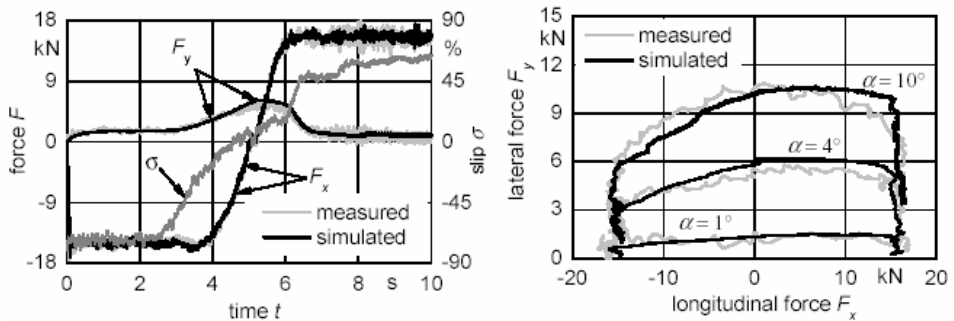 18
kN
9
0
-9
-18
force F
F_y
σ
F_x
measured
simulated
90
%
45
0
-45
-90
slip σ
0 2 4 6 8 s 10
time t
15
kN
9
6
3
0
lateral force F_y
measured
simulated
α = 10°
α = 4°
α = 1°
-20 -10 0 10 kN 20
longitudinal force F_x